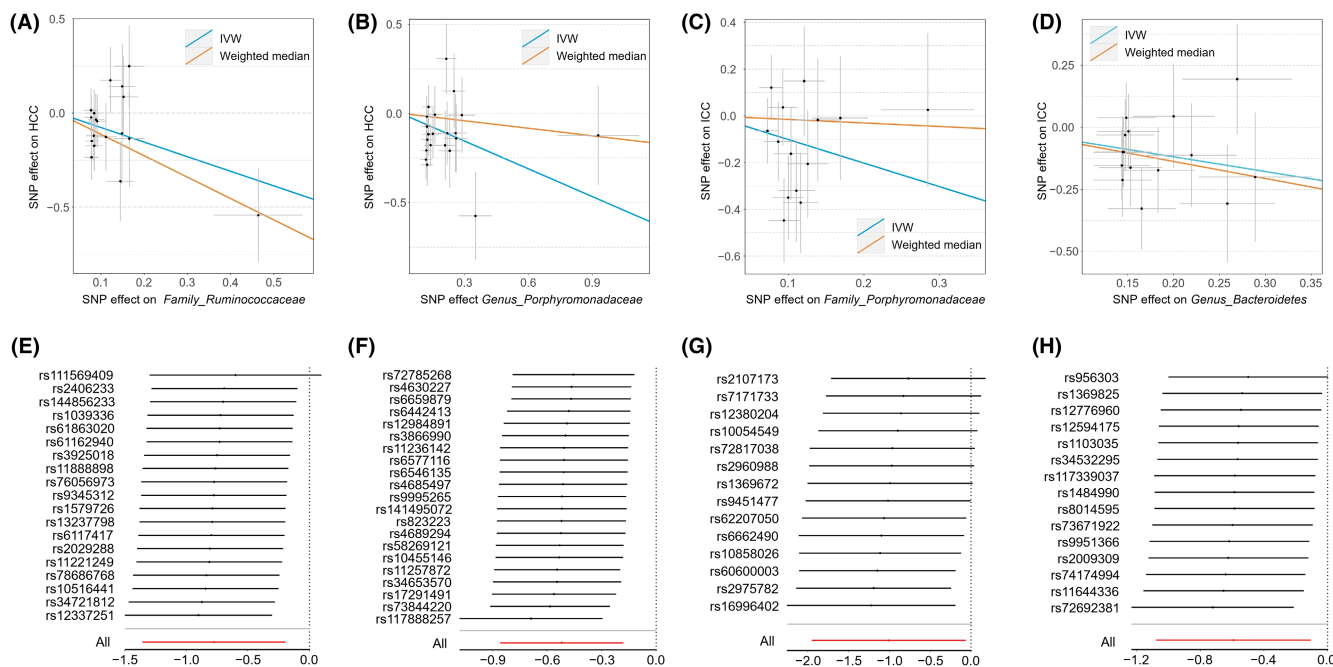 (A)
SNP effect on HCC
0.5
0.0
−0.5
IVW
Weighted median
0.1
0.2
0.3
0.4
0.5
SNP effect on Family_Ruminococcaceae
(B)
SNP effect on HCC
0.5
0.0
−0.5
IVW
Weighted median
0.3
0.6
0.9
SNP effect Genus_Porphyromonadaceae
(C)
SNP effect on ICC
0.4
0.2
0.0
−0.2
−0.4
−0.6
IVW
Weighted median
0.1
0.2
0.3
SNP effect on Family_Porphyromonadaceae
(D)
SNP effect on ICC
0.25
−0.00
−0.25
−0.50
IVW
Weighted median
0.15
0.20
0.25
0.30
0.35
SNP effect on Genus_Bacteroidetes
(E)
rs111569409
rs2406233
rs144856233
rs1039336
rs61863020
rs61162940
rs3925018
rs11888898
rs76056973
rs9345312
rs1579726
rs13237798
rs6117417
rs2029288
rs11221249
rs78686768
rs10516441
rs34721812
rs12337251
All
−1.5
−1.0
−0.5
0.0
(F)
rs72785268
rs4630227
rs6659879
rs6442413
rs12984891
rs3866990
rs11236142
rs6577116
rs6546135
rs4685497
rs9995265
rs141495072
rs823223
rs4689294
rs58269121
rs10455146
rs11257872
rs34653570
rs17291491
rs73844220
rs117888257
All
−0.9
−0.6
−0.3
0.0
(G)
rs2107173
rs7171733
rs12380204
rs10054549
rs72817038
rs2960988
rs1369672
rs9451477
rs62207050
rs6662490
rs10858026
rs60600003
rs2975782
rs16996402
All
−2.0
−1.5
−1.0
−0.5
0.0
(H)
rs956303
rs1369825
rs12776960
rs12594175
rs1103035
rs34532295
rs117339037
rs1484990
rs8014595
rs73671922
rs9951366
rs2009309
rs74174994
rs11644336
rs72692381
All
−1.2
−0.8
−0.4
0.0